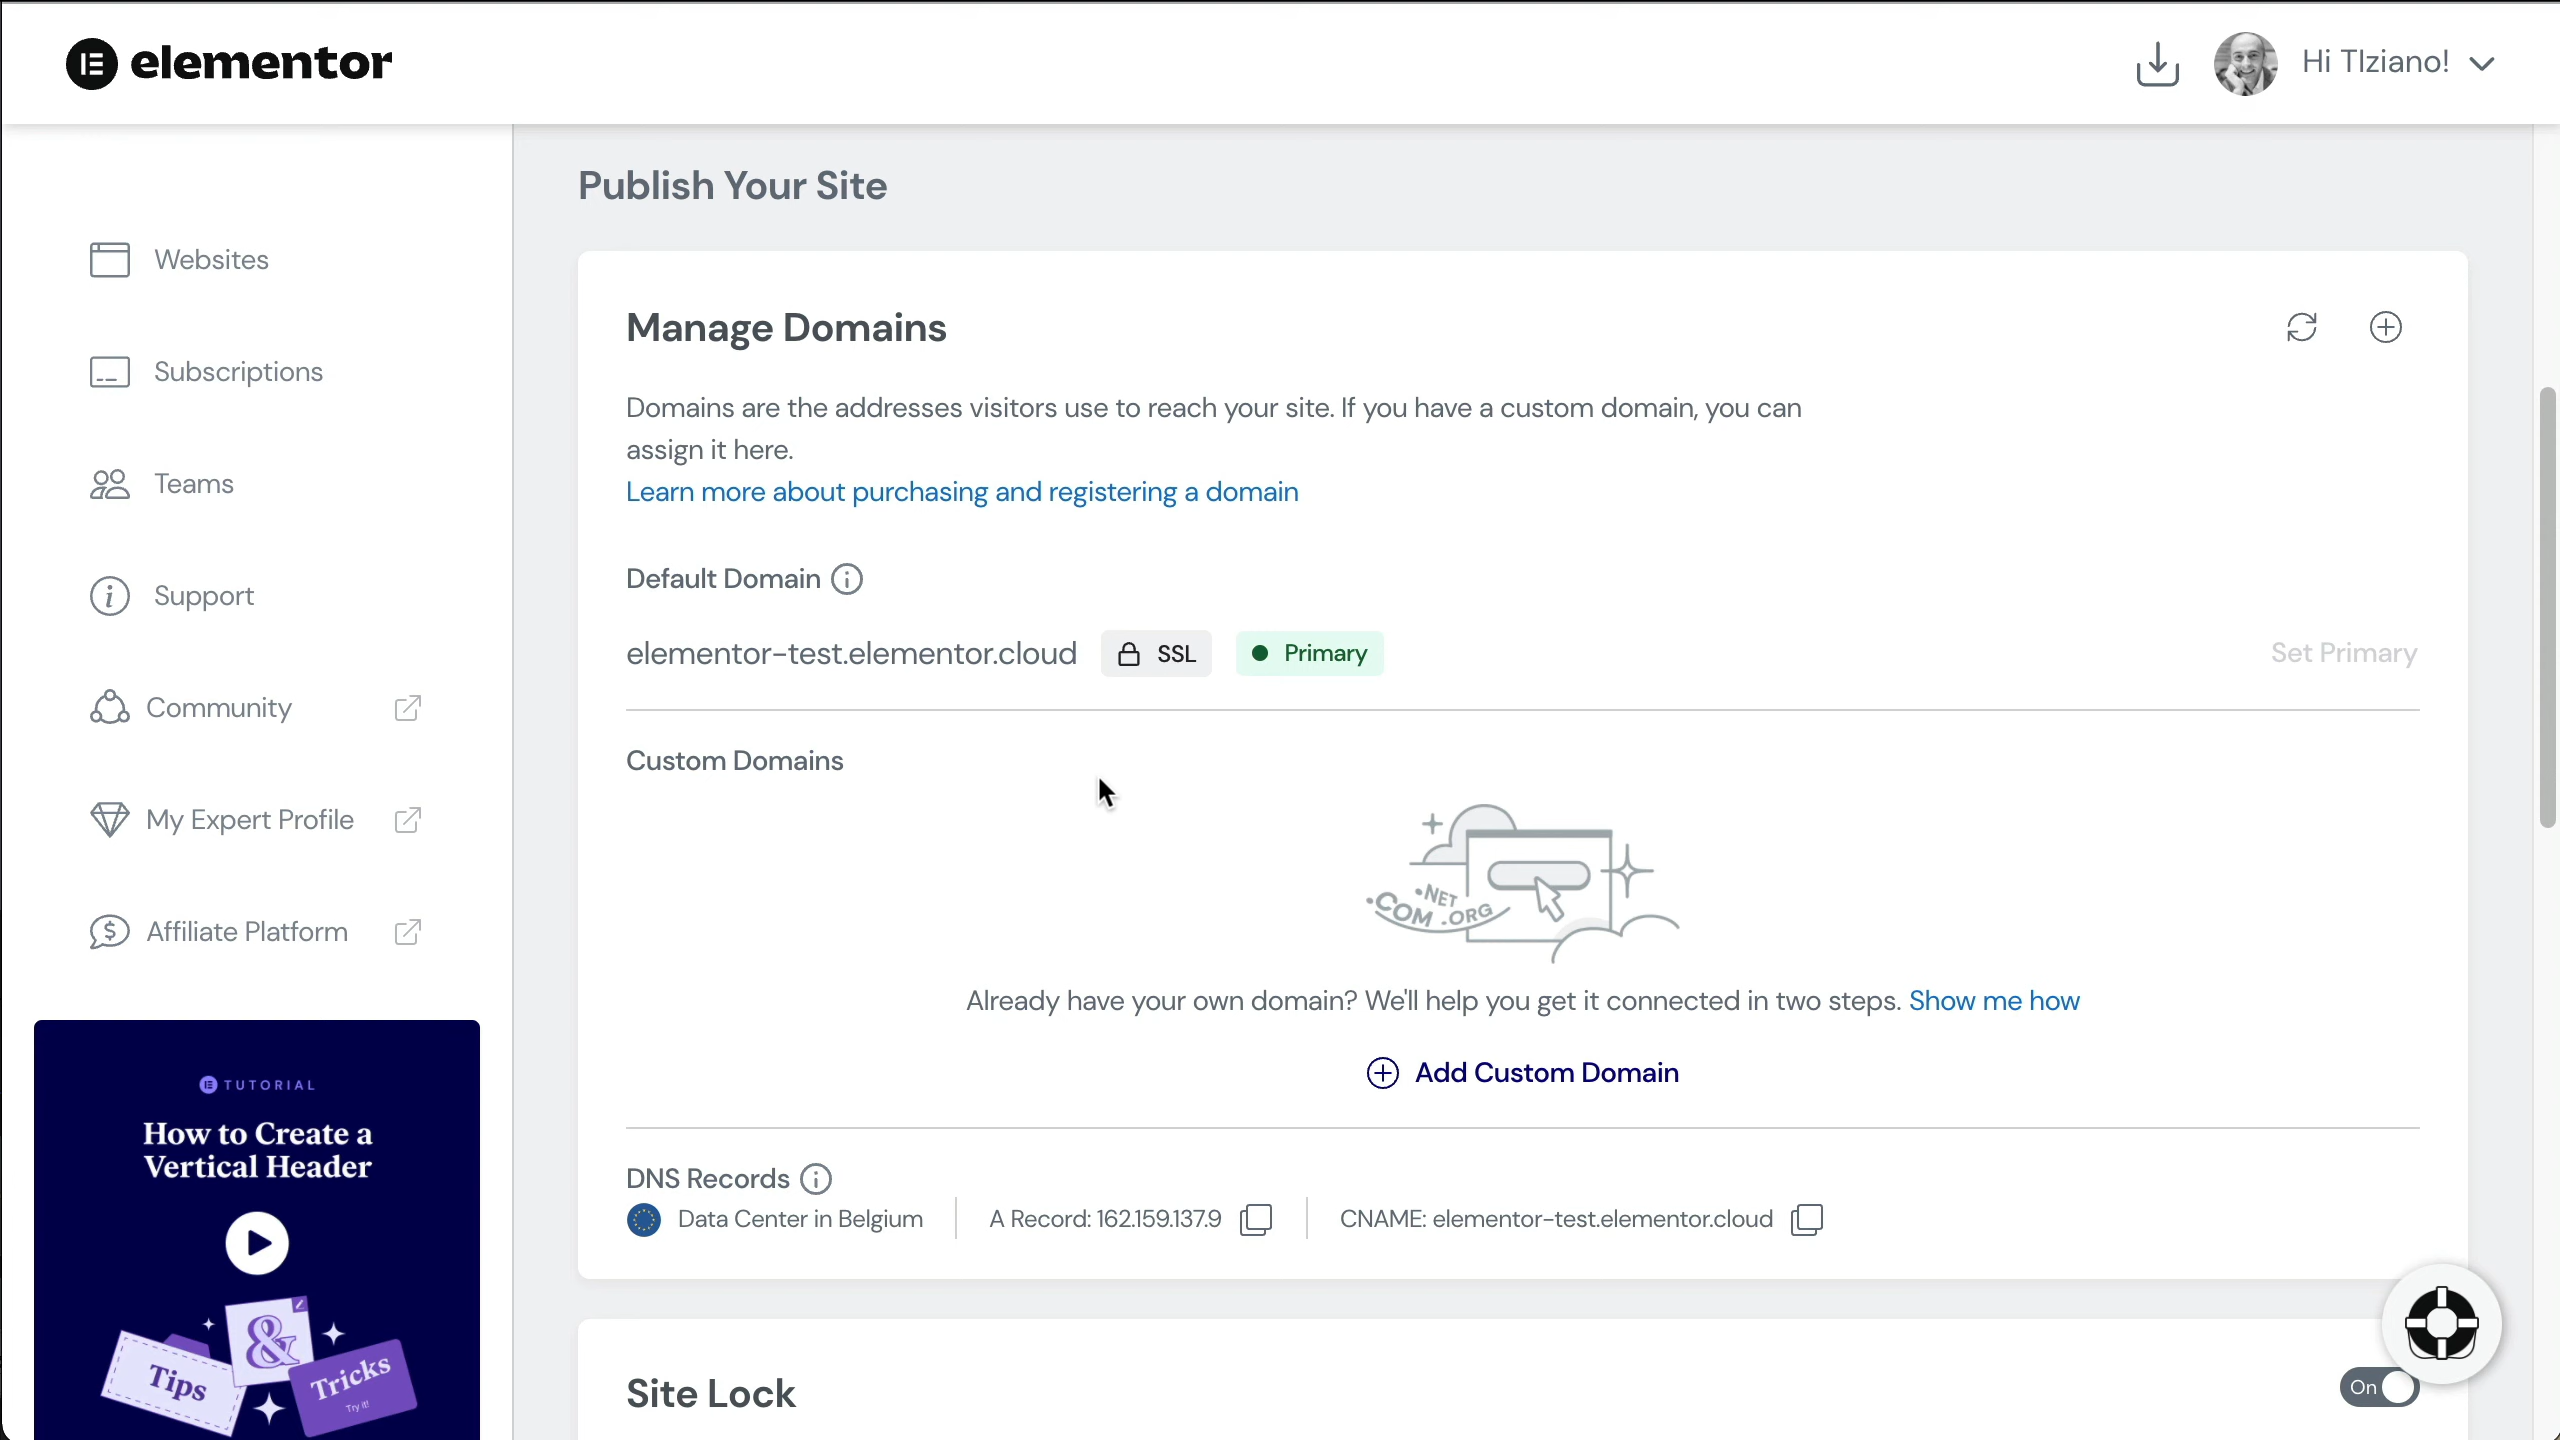 elementor
Hi TIziano!
Websites
Subscriptions
Teams
Support
Community
My Expert Profile
Affiliate Platform
TUTORIAL
How to Create a
Vertical Header
Tips
&
Tricks
Try it!
Publish Your Site
Manage Domains
Domains are the addresses visitors use to reach your site. If you have a custom domain, you can
assign it here.
Learn more about purchasing and registering a domain
Default Domain
elementor-test.elementor.cloud SSL Primary Set Primary
Custom Domains
.COM .NET .ORG
Already have your own domain? We'll help you get it connected in two steps. Show me how
Add Custom Domain
DNS Records
Data Center in Belgium A Record: 162.159.137.9 CNAME: elementor-test.elementor.cloud
Site Lock On